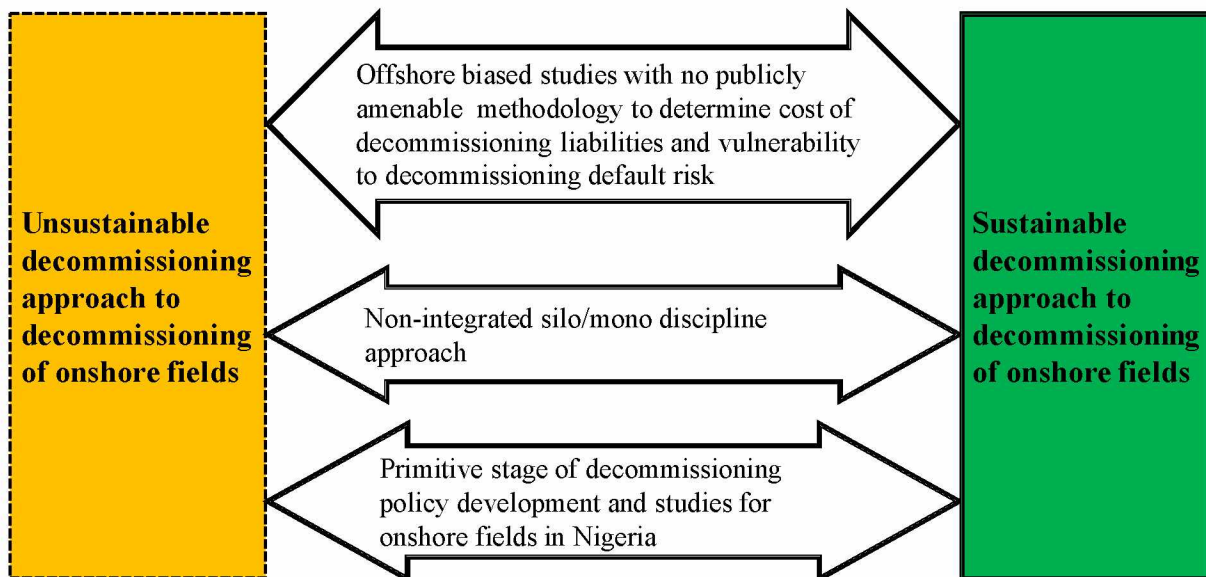 Unsustainable
decommissioning
approach to
decommissioning
of onshore fields
Offshore biased studies with no publicly
amenable methodology to determine cost of
decommissioning liabilities and vulnerability
to decommissioning default risk
Non-integrated silo/mono discipline
approach
Primitive stage of decommissioning
policy development and studies for
onshore fields in Nigeria
Sustainable
decommissioning
approach to
decommissioning
of onshore fields